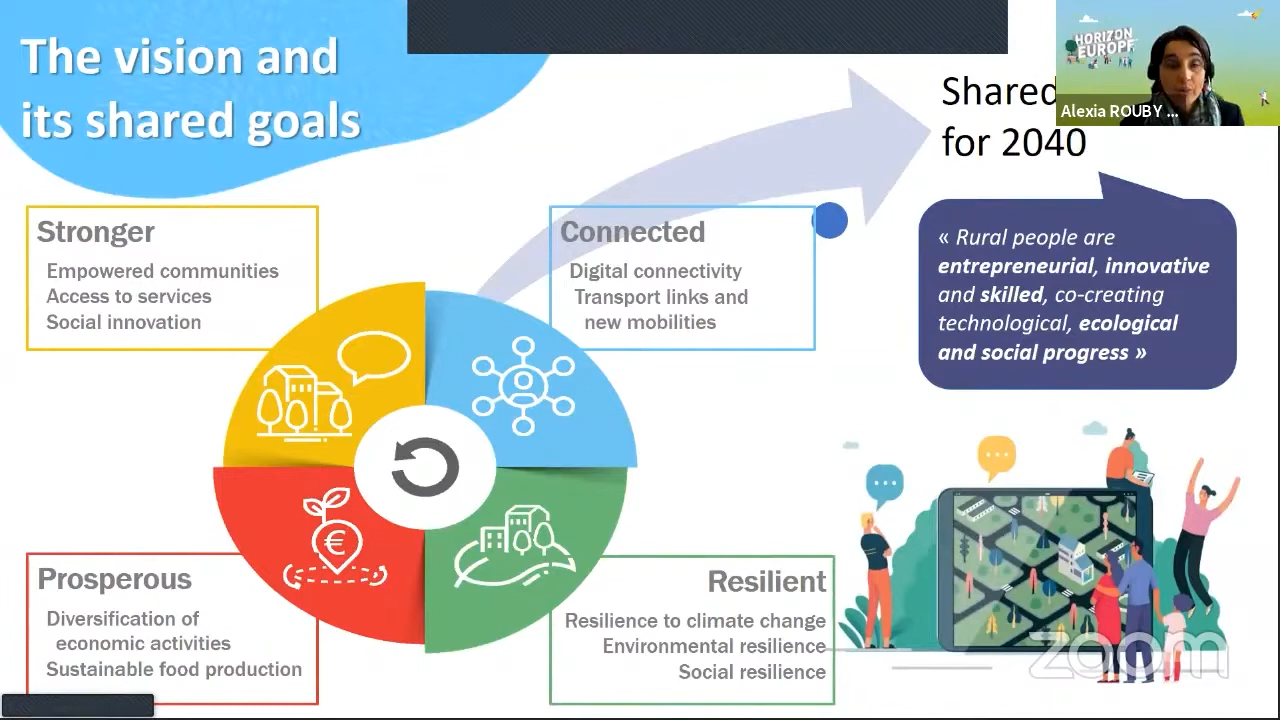 The vision and
its shared goals
HORIZON
EUROPE
Alexia ROUBY ...
Shared
for 2040
Stronger
Empowered communities
Access to services
Social innovation
Connected
Digital connectivity
Transport links and
new mobilities
« Rural people are
entrepreneurial, innovative
and skilled, co-creating
technological, ecological
and social progress »
€
Prosperous
Diversification of
economic activities
Sustainable food production
Resilient
Resilience to climate change
Environmental resilience
Social resilience
zoom